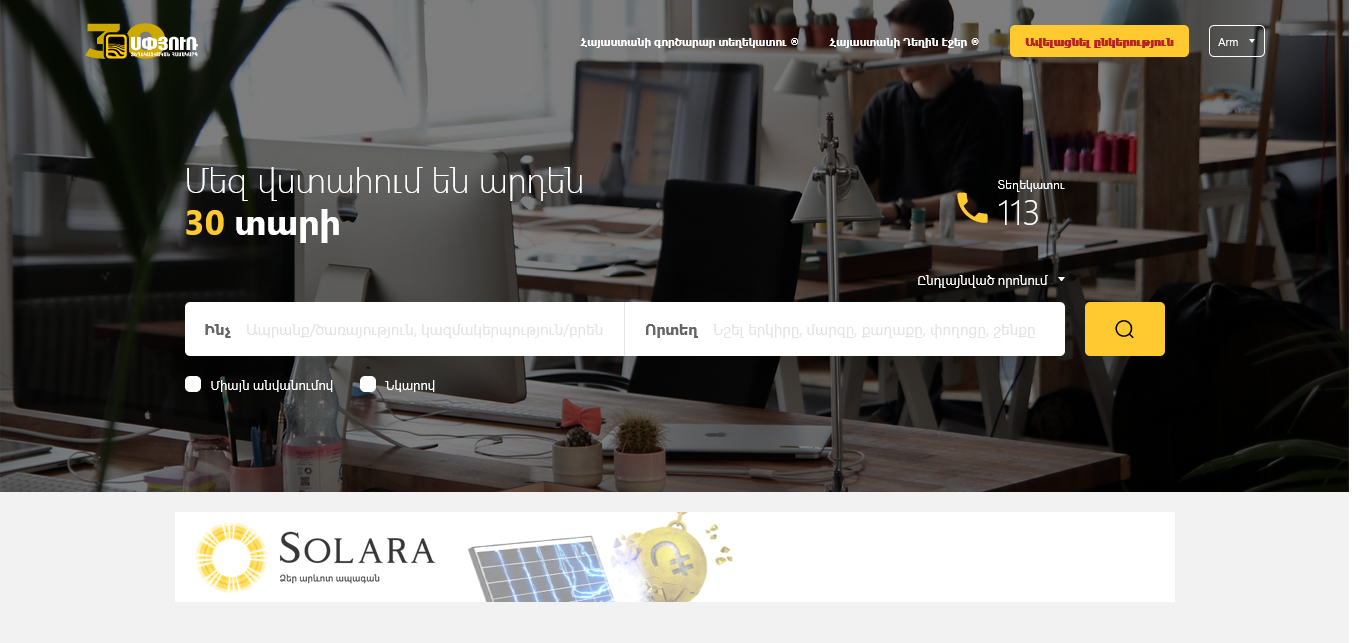 30 ՍՓՅՈՒՌ
Հայաստանի գործարար տեղեկատու ®
Հայաստանի Դեղին էջեր ®
Ավելացնել ընկերություն
Arm
Մեզ վստահում են արդեն
30 տարի
Տեղեկատու
113
Ընդլայնված որոնում
Ինչ Ապրանք/ծառայություն, կազմակերպություն/բրեն
Որտեղ Նշել երկիրը, մարզը, քաղաքը, փողոցը, շենքը
Միայն անվանումով
Նկարով
SOLARA
Ձեր արևոտ ապագան